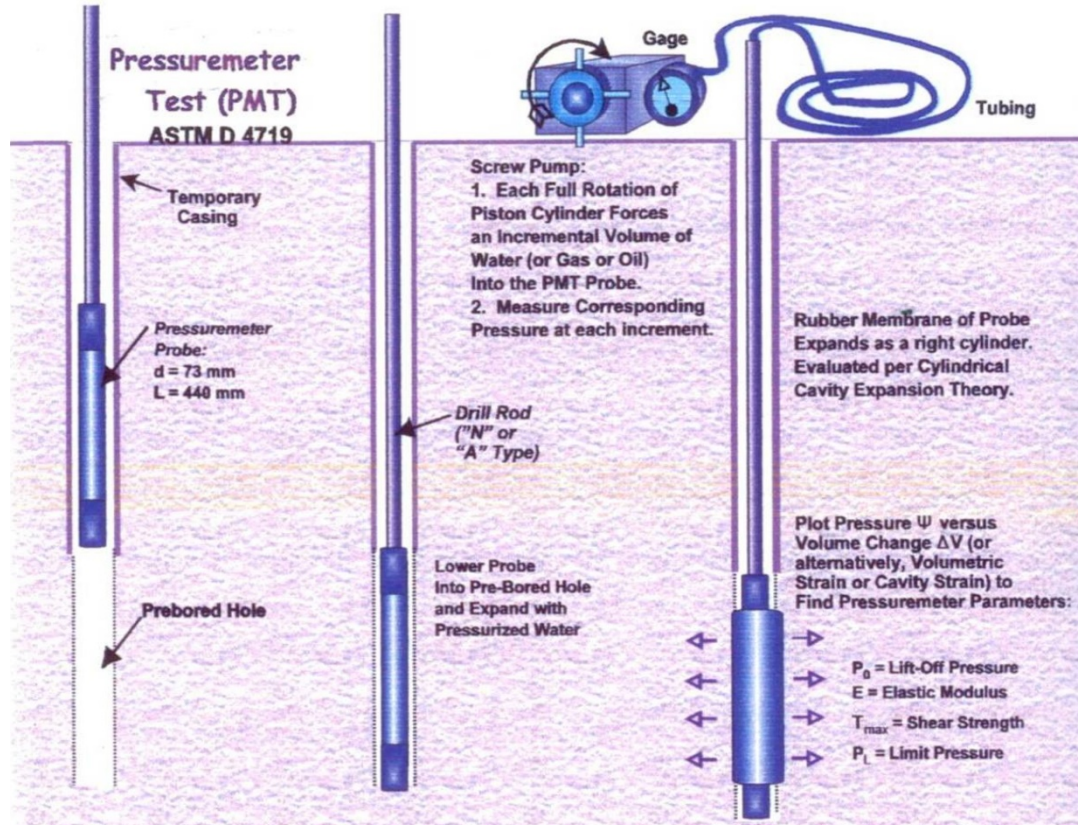 Pressuremeter
Test (PMT)
ASTM D 4719
Temporary
Casing
Pressuremeter
Probe:
d = 73 mm
L = 440 mm
Prebored Hole
Drill Rod
("N" or
"A" Type)
Lower Probe
Into Pre-Bored Hole
and Expand with
Pressurized Water
Gage
Tubing
Screw Pump:
1. Each Full Rotation of
Piston Cylinder Forces
an Incremental Volume of
Water (or Gas or Oil)
Into the PMT Probe.
2. Measure Corresponding
Pressure at each increment.
Rubber Membrane of Probe
Expands as a right cylinder.
Evaluated per Cylindrical
Cavity Expansion Theory.
Plot Pressure Ψ versus
Volume Change ΔV (or
alternatively, Volumetric
Strain or Cavity Strain) to
Find Pressuremeter Parameters:
P₀ = Lift-Off Pressure
E = Elastic Modulus
Tmax = Shear Strength
PL = Limit Pressure